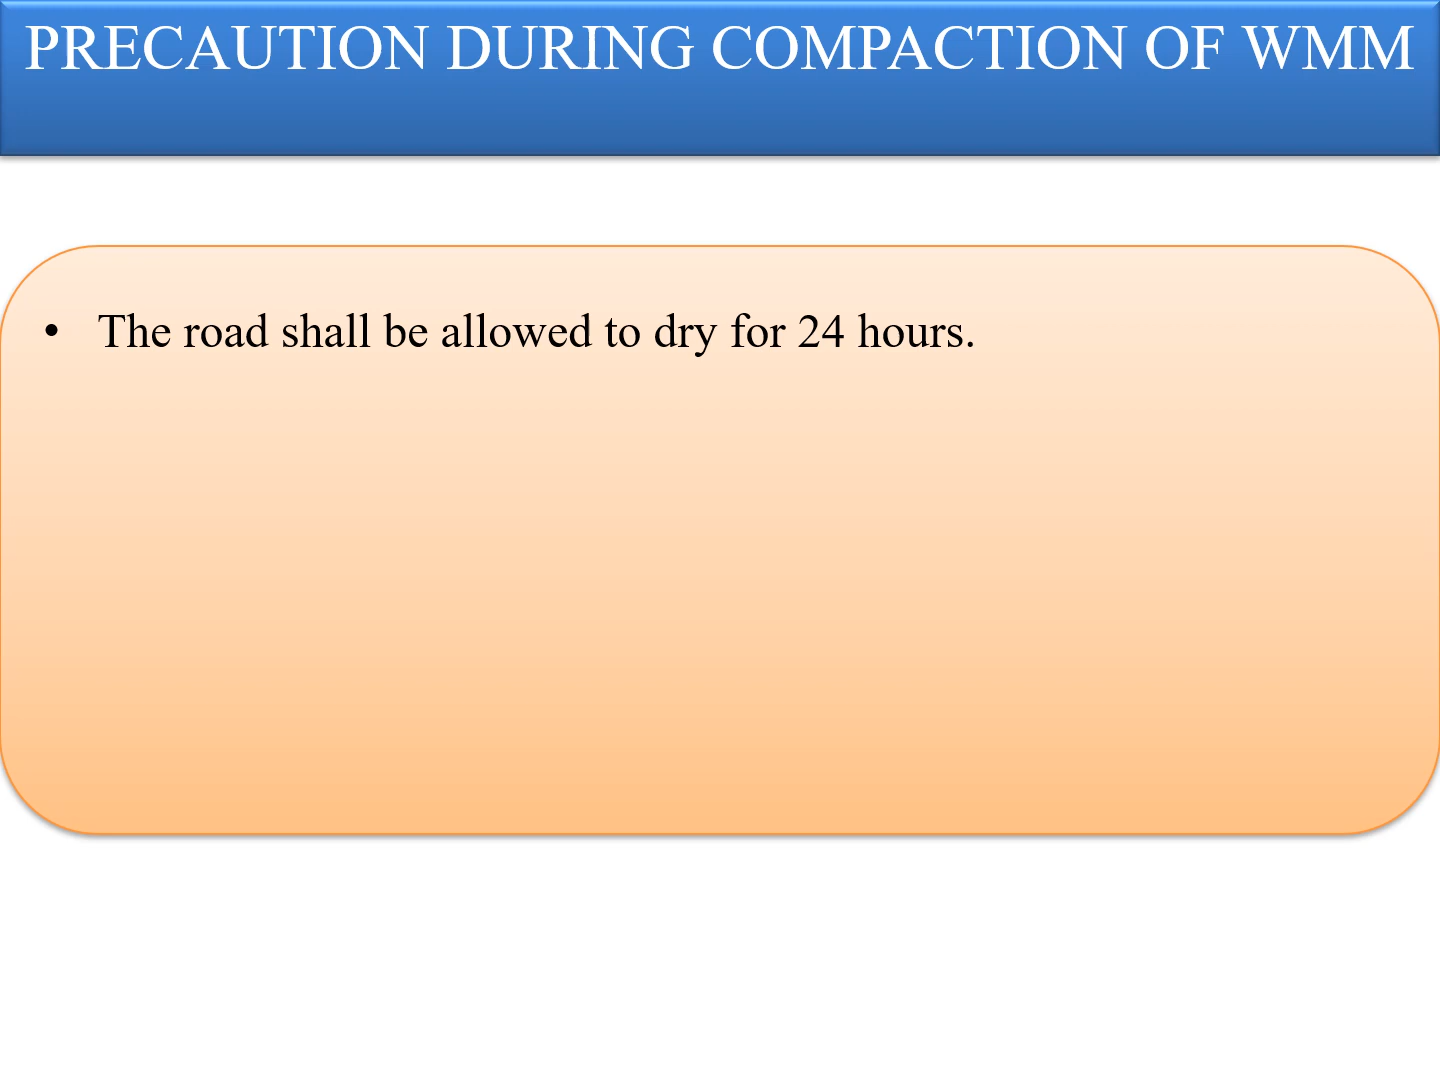 PRECAUTION DURING COMPACTION OF WMM
• The road shall be allowed to dry for 24 hours.